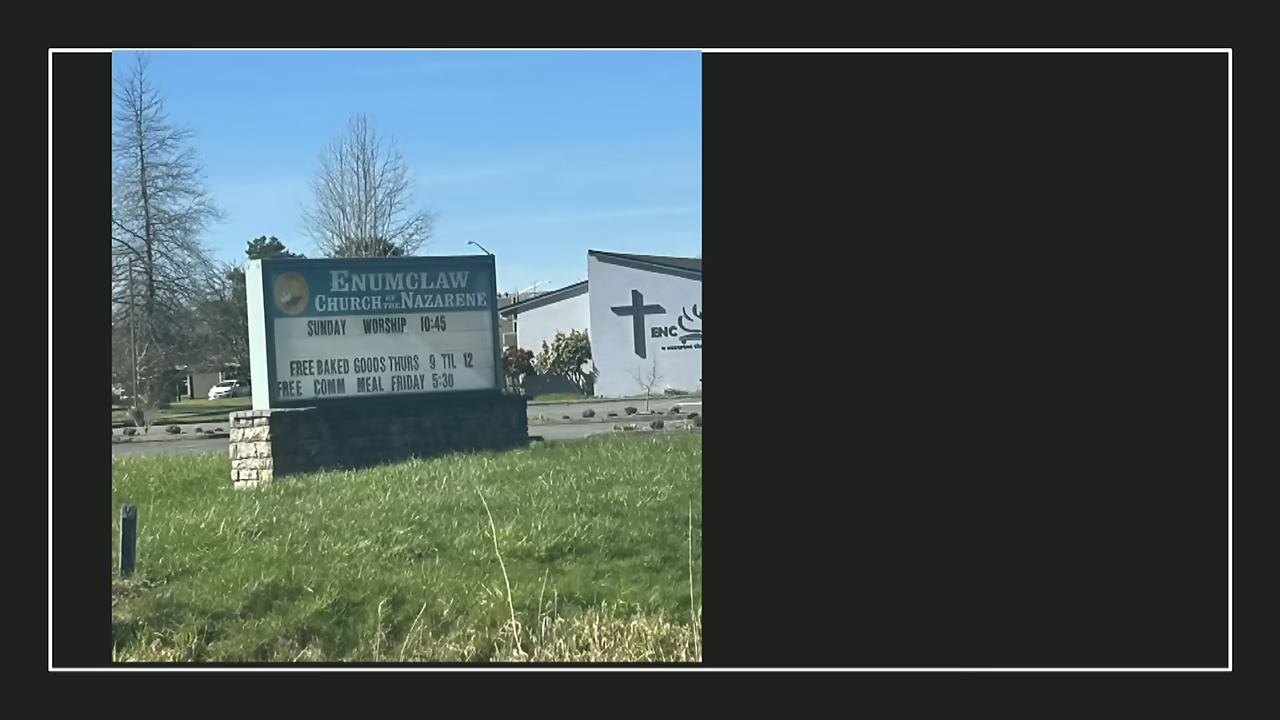 ENUMCLAW
CHURCH OF THE NAZARENE
SUNDAY WORSHIP 10:45
FREE BAKED GOODS THURS 9 TIL 12
FREE COMM MEAL FRIDAY 5:30
ENC